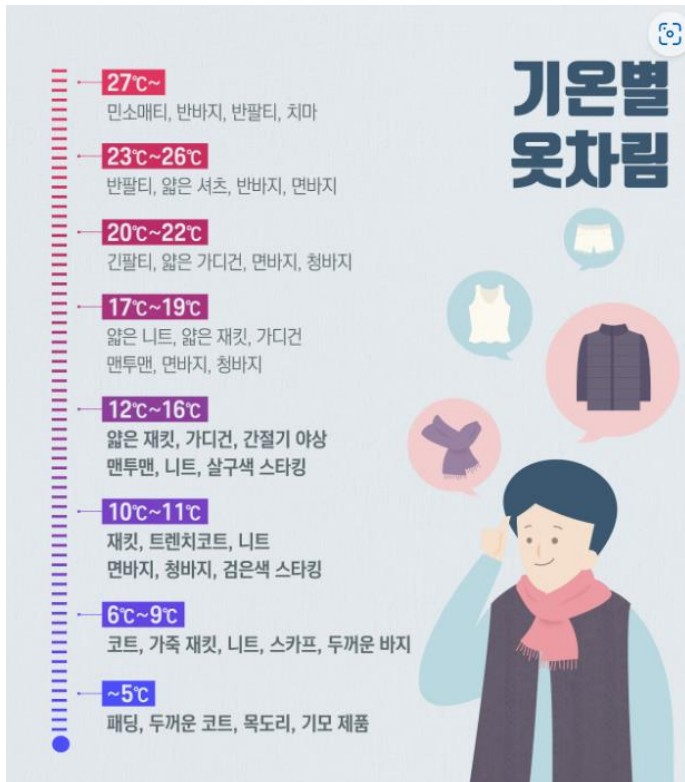 기온별
옷차림
27℃~
민소매티, 반바지, 반팔티, 치마
23℃~26℃
반팔티, 얇은 셔츠, 반바지, 면바지
20℃~22℃
긴팔티, 얇은 가디건, 면바지, 청바지
17℃~19℃
얇은 니트, 얇은 재킷, 가디건
맨투맨, 면바지, 청바지
12℃~16℃
얇은 재킷, 가디건, 간절기 야상
맨투맨, 니트, 살구색 스타킹
10℃~11℃
재킷, 트렌치코트, 니트
면바지, 청바지, 검은색 스타킹
6℃~9℃
코트, 가죽 재킷, 니트, 스카프, 두꺼운 바지
~5℃
패딩, 두꺼운 코트, 목도리, 기모 제품